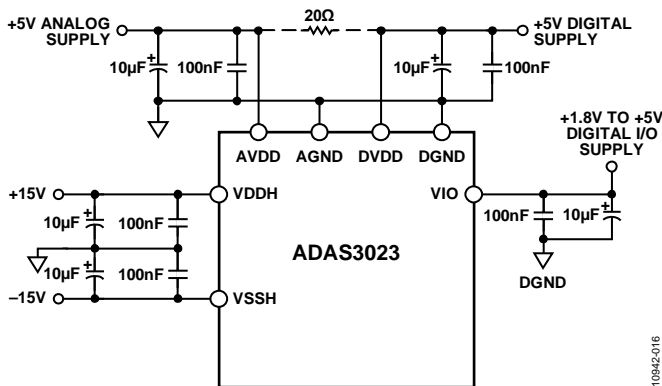 +5V ANALOG
SUPPLY
20Ω
+5V DIGITAL
SUPPLY
10µF
+
100nF
10µF
+
100nF
+1.8V TO +5V
DIGITAL I/O
SUPPLY
AVDD
AGND
DVDD
DGND
+15V
VDDH
VIO
10µF
+
100nF
100nF
10µF
+
ADAS3023
10µF
+
100nF
DGND
–15V
VSSH
10942-016